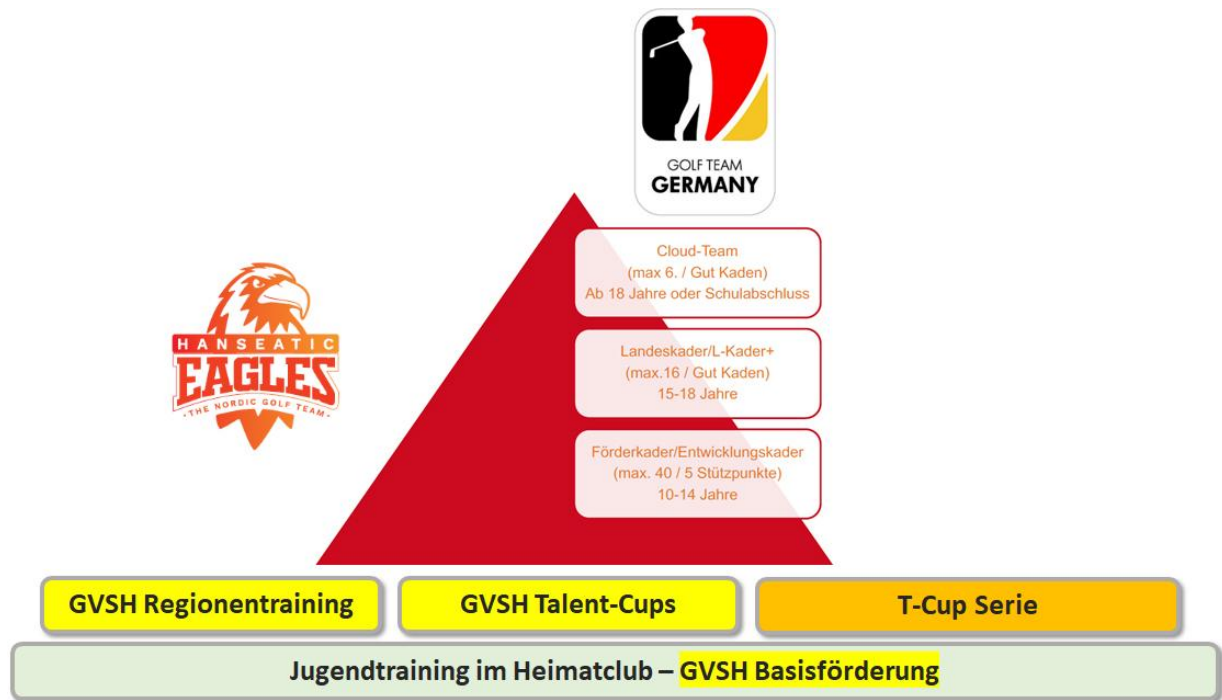 GOLF TEAM
GERMANY
Cloud-Team
(max 6. / Gut Kaden)
Ab 18 Jahre oder Schulabschluss
HANSEATIC
EAGLES
· THE NORDIC GOLF TEAM ·
Landeskader/L-Kader+
(max.16 / Gut Kaden)
15-18 Jahre
Förderkader/Entwicklungskader
(max. 40 / 5 Stützpunkte)
10-14 Jahre
GVSH Regionentraining
GVSH Talent-Cups
T-Cup Serie
Jugendtraining im Heimatclub – GVSH Basisförderung